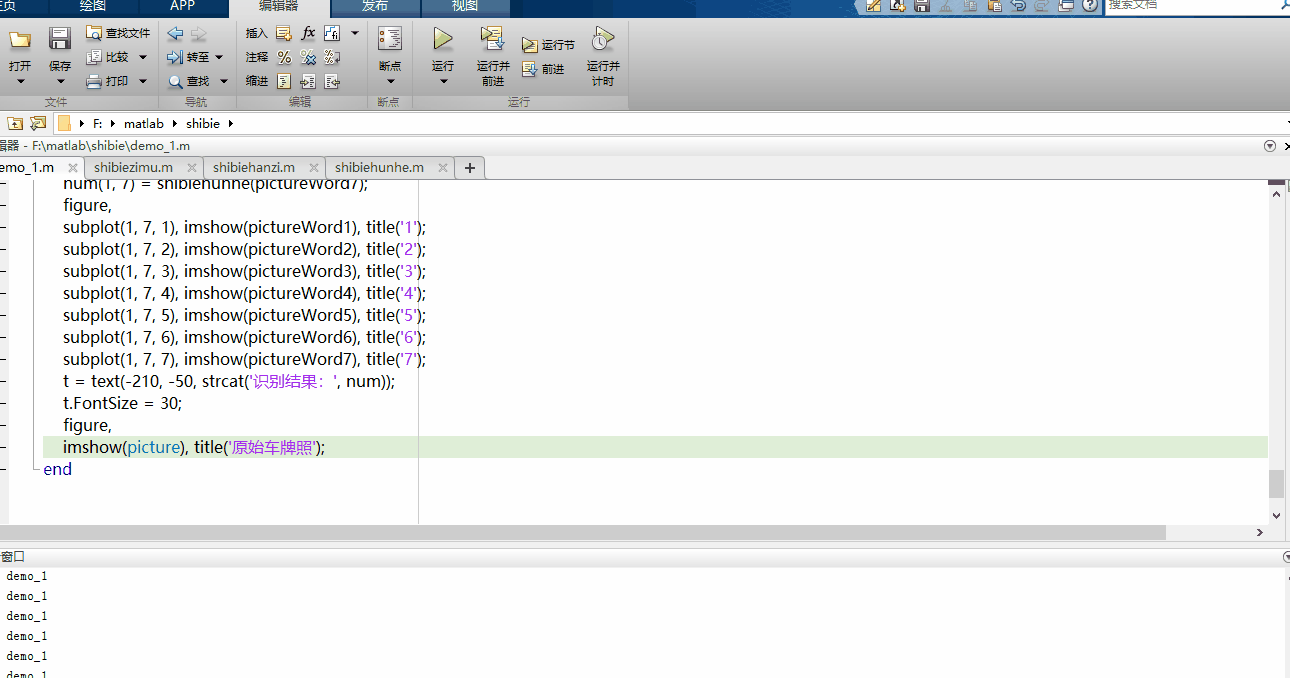 主页 绘图 APP 编辑器 发布 视图
搜索文档
打开 保存 查找文件 比较 打印
转至 查找
插入 fx
注释
缩进
断点
运行 运行并前进 运行节 前进 运行并计时
文件 导航 编辑 断点 运行
F: matlab shibie
辑器 - F:\matlab\shibie\demo_1.m
emo_1.m shibiezimu.m shibiehanzi.m shibiehunhe.m +
num(1, 7) = shibiehunhe(pictureWord7);
figure,
subplot(1, 7, 1), imshow(pictureWord1), title('1');
subplot(1, 7, 2), imshow(pictureWord2), title('2');
subplot(1, 7, 3), imshow(pictureWord3), title('3');
subplot(1, 7, 4), imshow(pictureWord4), title('4');
subplot(1, 7, 5), imshow(pictureWord5), title('5');
subplot(1, 7, 6), imshow(pictureWord6), title('6');
subplot(1, 7, 7), imshow(pictureWord7), title('7');
t = text(-210, -50, strcat('识别结果：', num));
t.FontSize = 30;
figure,
imshow(picture), title('原始车牌照');
end
窗口
demo_1
demo_1
demo_1
demo_1
demo_1
demo_1